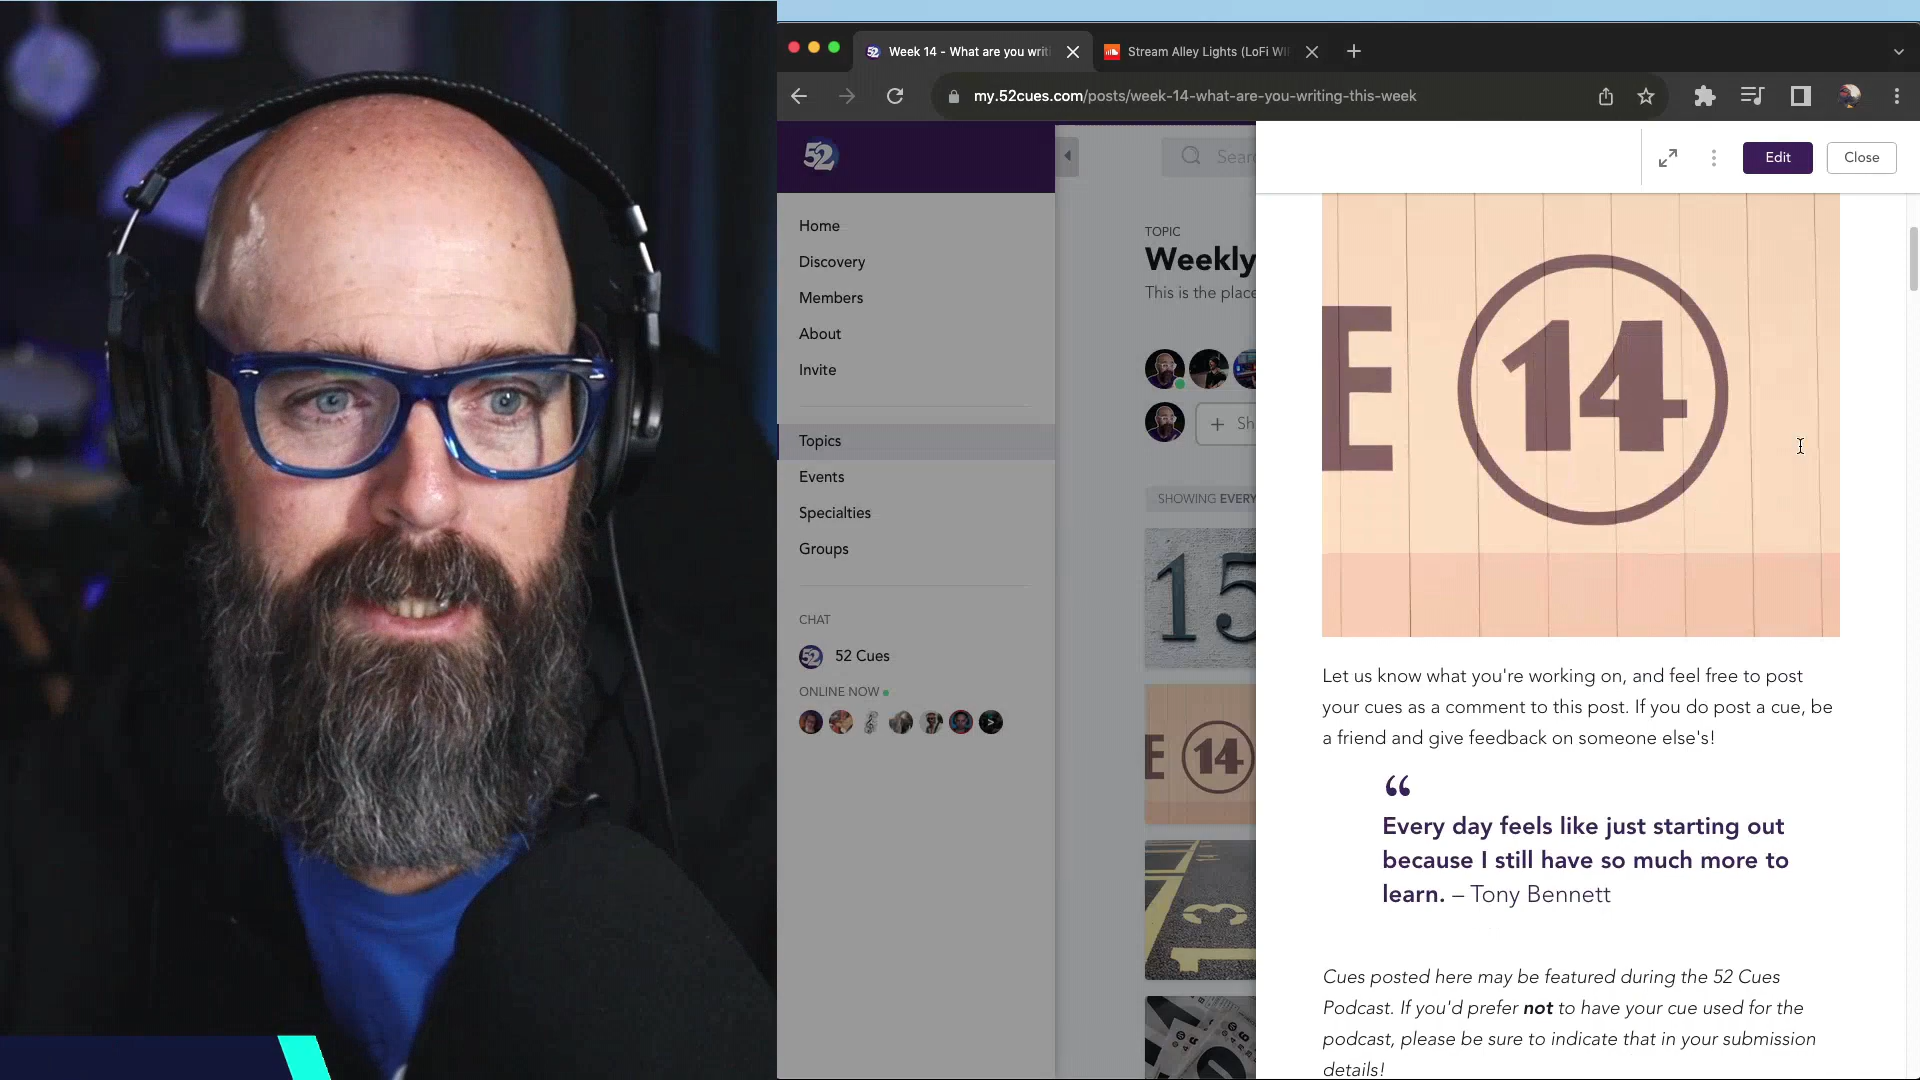 Week 14 - What are you writi
Stream Alley Lights (LoFi WI
my.52cues.com/posts/week-14-what-are-you-writing-this-week
52
Sear
Edit
Close
Home
Discovery
Members
About
Invite
Topics
Events
Specialties
Groups
CHAT
52 Cues
ONLINE NOW
TOPIC
Weekly
This is the place
Sh
SHOWING EVERY
15
E 14
13
E 14
Let us know what you're working on, and feel free to post
your cues as a comment to this post. If you do post a cue, be
a friend and give feedback on someone else's!
“
Every day feels like just starting out
because I still have so much more to
learn. – Tony Bennett
Cues posted here may be featured during the 52 Cues
Podcast. If you'd prefer not to have your cue used for the
podcast, please be sure to indicate that in your submission
details!